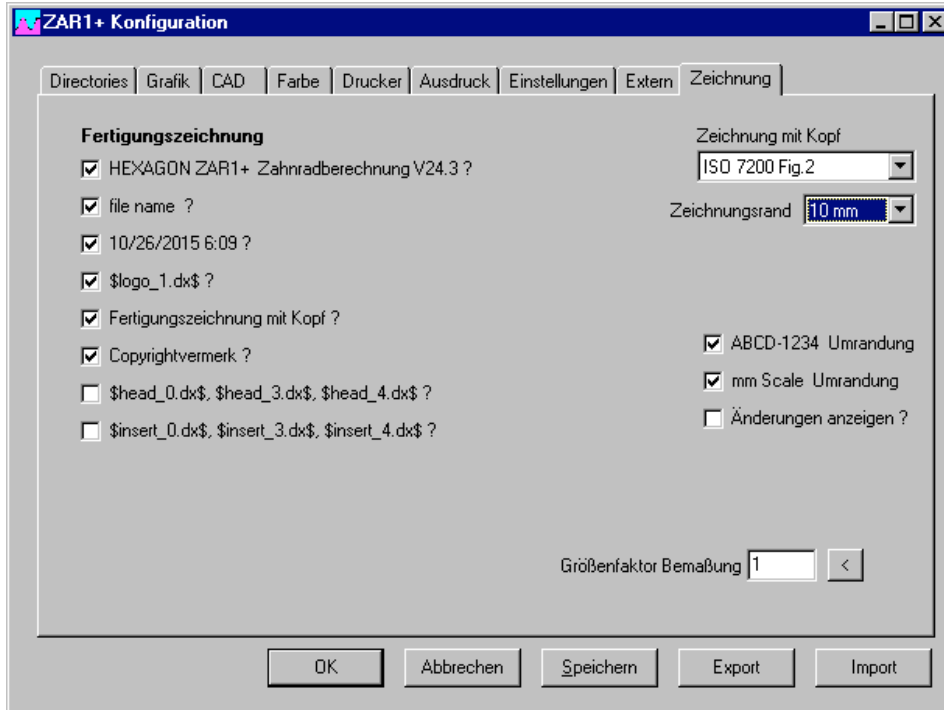 ZAR1+ Konfiguration
Directories Grafik CAD Farbe Drucker Ausdruck Einstellungen Extern Zeichnung
Fertigungszeichnung
HEXAGON ZAR1+ Zahnradberechnung V24.3 ?
file name ?
10/26/2015 6:09 ?
$logo_1.dx$ ?
Fertigungszeichnung mit Kopf ?
Copyrightvermerk ?
$head_0.dx$, $head_3.dx$, $head_4.dx$ ?
$insert_0.dx$, $insert_3.dx$, $insert_4.dx$ ?
Zeichnung mit Kopf
ISO 7200 Fig.2
Zeichnungsrand 10 mm
ABCD-1234 Umrandung
mm Scale Umrandung
Änderungen anzeigen ?
Größenfaktor Bemaßung 1 <
OK Abbrechen Speichern Export Import